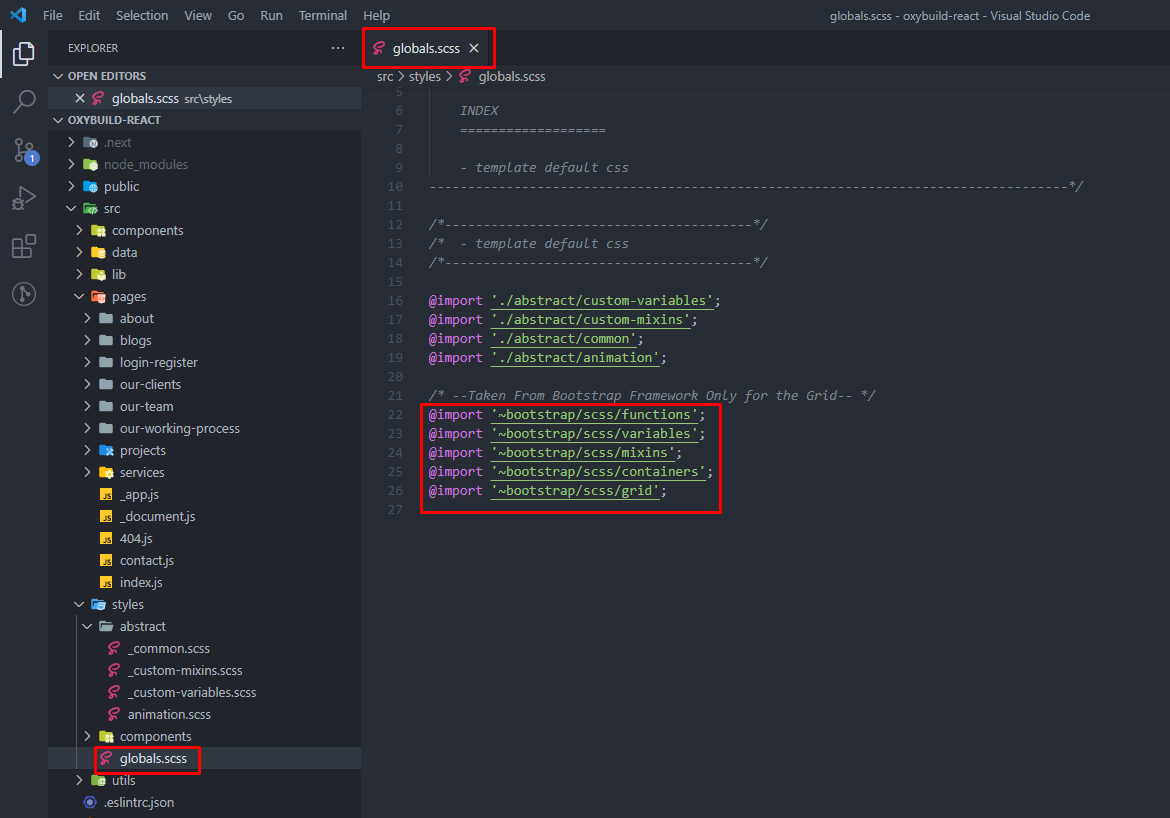 File Edit Selection View Go Run Terminal Help
globals.scss - oxybuild-react - Visual Studio Code
EXPLORER
OPEN EDITORS
globals.scss src\styles
OXYBUILD-REACT
.next
node_modules
public
src
components
data
lib
pages
about
blogs
login-register
our-clients
our-team
our-working-process
projects
services
_app.js
_document.js
404.js
contact.js
index.js
styles
abstract
_common.scss
_custom-mixins.scss
_custom-variables.scss
animation.scss
components
globals.scss
utils
.eslintrc.json
1
globals.scss
src > styles > globals.scss
5
6 INDEX
7 ===================
8
9 - template default css
10 -----------------------------------------------------------------------------------*/
11
12 /*----------------------------------------*/
13 /*  - template default css
14 /*----------------------------------------*/
15
16 @import './abstract/custom-variables';
17 @import './abstract/custom-mixins';
18 @import './abstract/common';
19 @import './abstract/animation';
20
21 /* --Taken From Bootstrap Framework Only for the Grid-- */
22 @import '~bootstrap/scss/functions';
23 @import '~bootstrap/scss/variables';
24 @import '~bootstrap/scss/mixins';
25 @import '~bootstrap/scss/containers';
26 @import '~bootstrap/scss/grid';
27